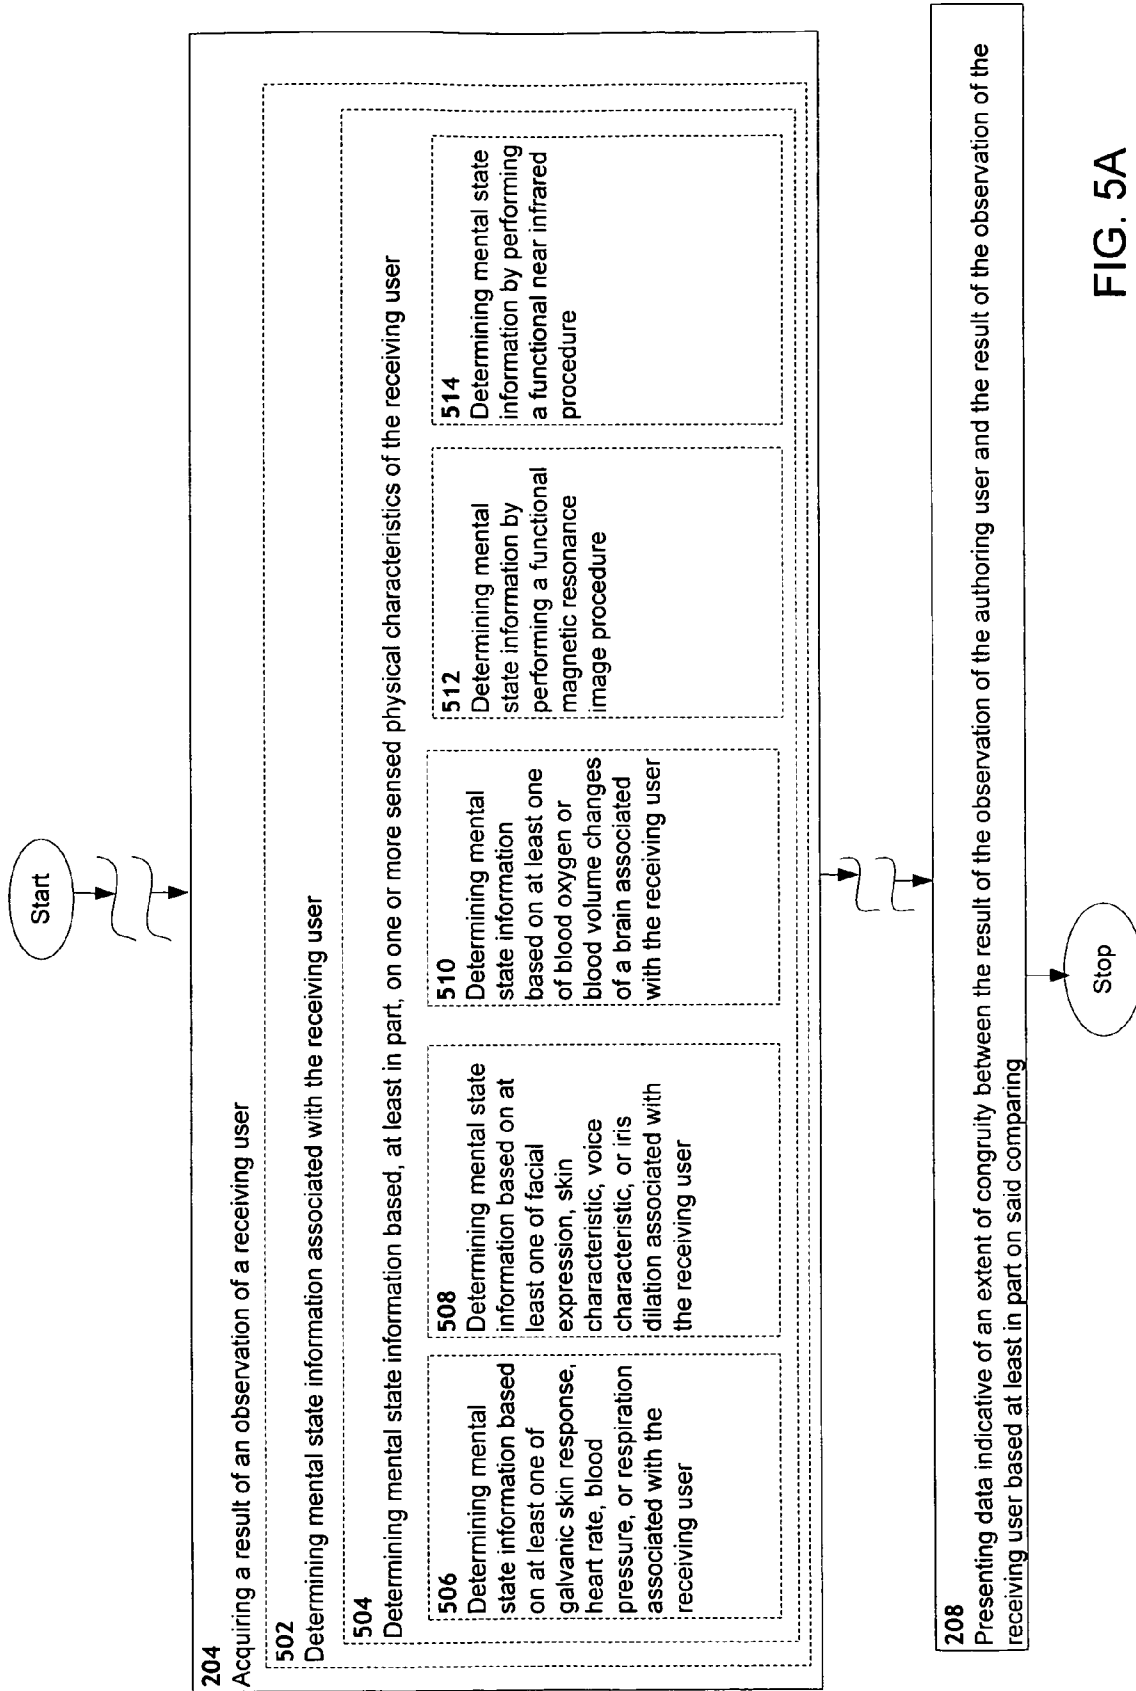 Start
204
Acquiring a result of an observation of a receiving user
502
Determining mental state information associated with the receiving user
504
Determining mental state information based, at least in part, on one or more sensed physical characteristics of the receiving user
506
Determining mental
state information based
on at least one of
galvanic skin response,
heart rate, blood
pressure, or respiration
associated with the
receiving user
508
Determining mental state
information based on at
least one of facial
expression, skin
characteristic, voice
characteristic, or iris
dilation associated with
the receiving user
510
Determining mental
state information
based on at least one
of blood oxygen or
blood volume changes
of a brain associated
with the receiving user
512
Determining mental
state information by
performing a functional
magnetic resonance
image procedure
514
Determining mental state
information by performing
a functional near infrared
procedure
208
Presenting data indicative of an extent of congruity between the result of the observation of the authoring user and the result of the observation of the
receiving user based at least in part on said comparing
Stop
FIG. 5A